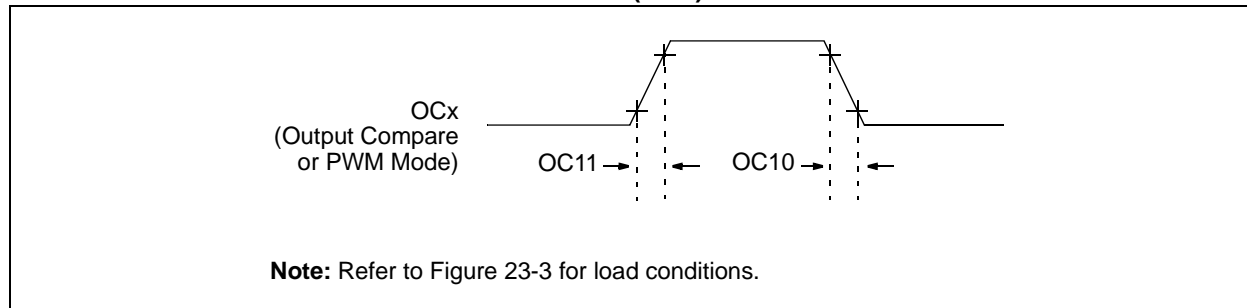 OCx
(Output Compare
or PWM Mode)
OC11
OC10
Note: Refer to Figure 23-3 for load conditions.